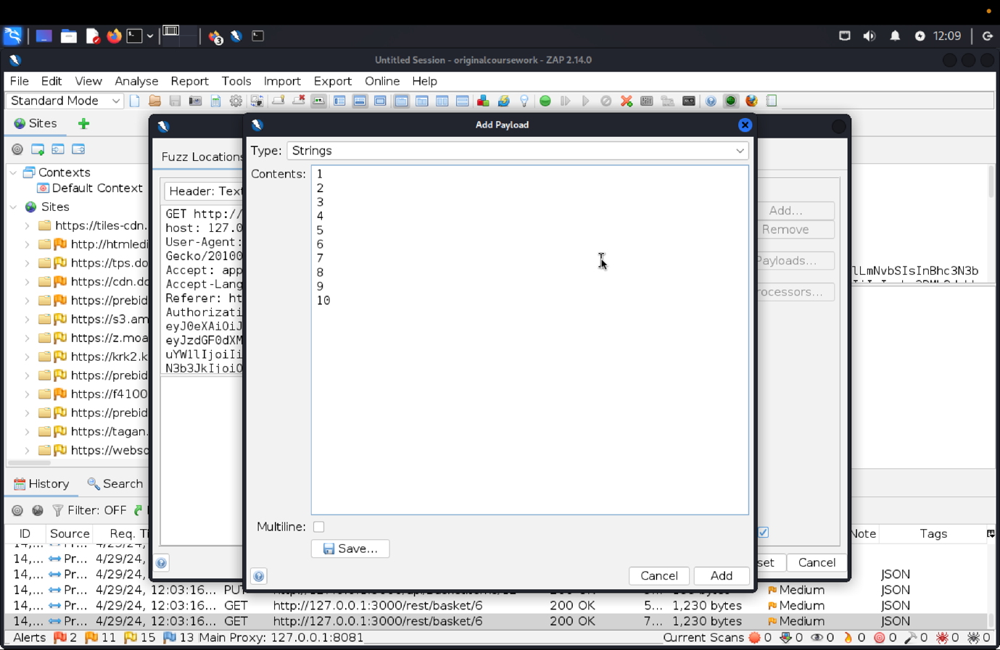 3
12:09
Untitled Session - originalcoursework - ZAP 2.14.0
File Edit View Analyse Report Tools Import Export Online Help
Standard Mode
Sites
Contexts
Default Context
Sites
https://tiles-cdn.
http://htmledi
https://tps.do
https://cdn.do
https://prebid
https://s3.am
https://z.moa
https://krk2.k
https://prebid
https://f4100
https://prebid
https://tagan.
https://webso
Fuzz Locations
Header: Text
GET http://
host: 127.0
User-Agent:
Gecko/20100
Accept: app
Accept-Lang
Referer: ht
Authorizati
eyJ0eXAiOiJ
eyJzdGF0dXM
uYW1lIjoiIi
N3b3JkIjoiO
Add Payload
Type: Strings
Contents:
1
2
3
4
5
6
7
8
9
10
Multiline:
Save...
Cancel Add
Add...
Remove
Payloads...
rocessors...
set Cancel
lLmNvbSIsInBhc3N3b
History Search
Filter: OFF
ID Source Req. Ti Note Tags
14,... Pr... 4/29/24,
14,... Pr... 4/29/24, JSON
14,... Pr... 4/29/24, 12:03:16... PUT Medium JSON
14,... Pr... 4/29/24, 12:03:16... GET http://127.0.0.1:3000/rest/basket/6 200 OK 5... 1,230 bytes Medium JSON
14,... Pr... 4/29/24, 12:03:16... GET http://127.0.0.1:3000/rest/basket/6 200 OK 7... 1,230 bytes Medium JSON
Alerts 2 11 15 13 Main Proxy: 127.0.0.1:8081 Current Scans 0 0 0 0 0 0 0 0